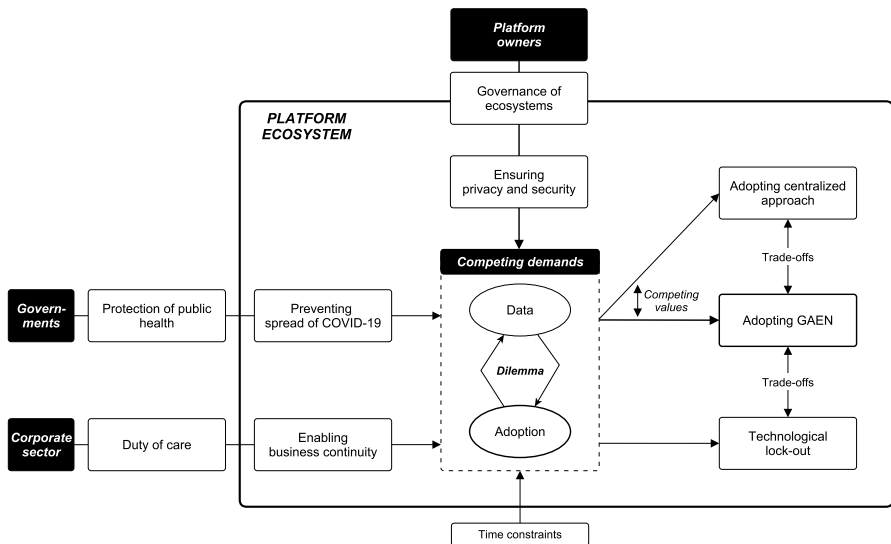 Platform
owners
Governance of
ecosystems
PLATFORM
ECOSYSTEM
Ensuring
privacy and security
Adopting centralized
approach
Competing demands
Trade-offs
Govern-
ments
Protection of public
health
Preventing
spread of COVID-19
Data
Competing
values
Adopting GAEN
Dilemma
Trade-offs
Corporate
sector
Duty of care
Enabling
business continuity
Adoption
Technological
lock-out
Time constraints